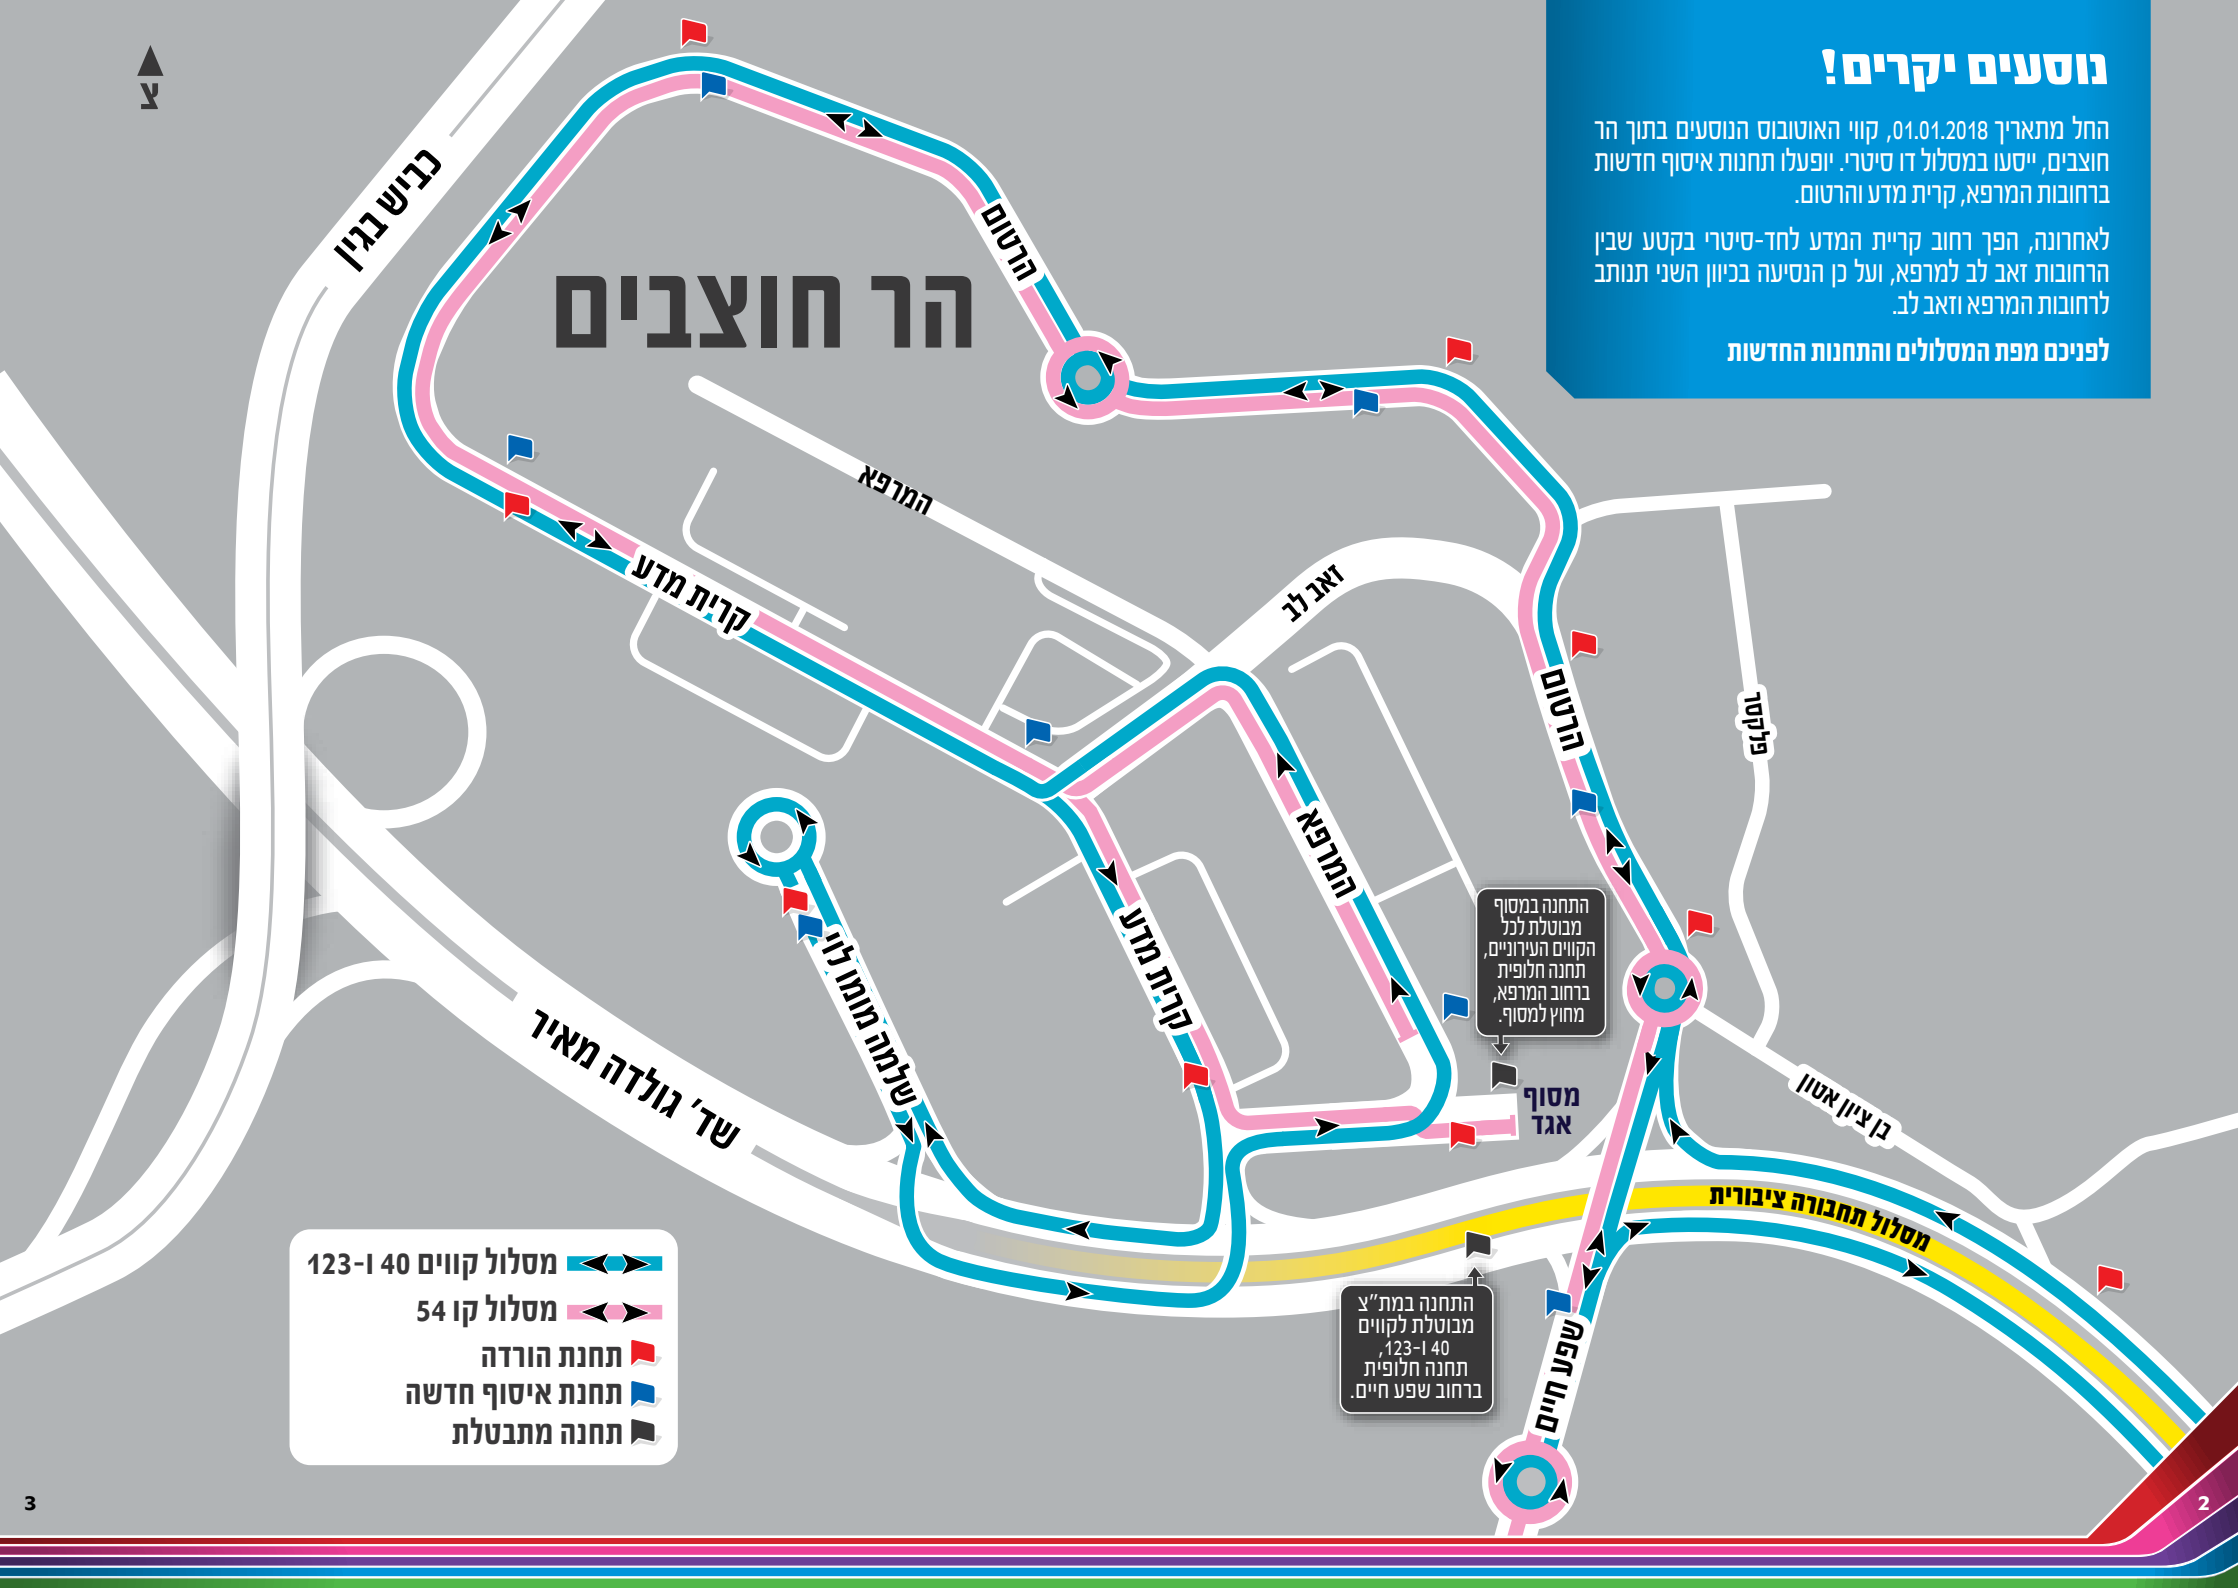 נוסעים יקרים!
החל מתאריך 01.01.2018, קווי האוטובוס הנוסעים בתוך הר
חוצבים, ייסעו במסלול דו סיטרי. יופעלו תחנות איסוף חדשות
ברחובות המרפא, קרית מדע והרטום.
לאחרונה, הפך רחוב קריית המדע לחד-סיטרי בקטע שבין
הרחובות זאב לב למרפא, ועל כן הנסיעה בכיוון השני תנותב
לרחובות המרפא וזאב לב.
לפניכם מפת המסלולים והתחנות החדשות
צ
כביש בגין
הר חוצבים
הרטום
המרפא
זאב לב
קרית מדע
הרטום
פלקסר
המרפא
קרית מדע
שלמה מומו לוי
שד' גולדה מאיר
התחנה במסוף
מבוטלת לכל
הקווים העירוניים,
תחנה חלופית
ברחוב המרפא,
מחוץ למסוף.
מסוף
אגד
בן ציון אטון
מסלול תחבורה ציבורית
התחנה במת"צ
מבוטלת לקווים
40 ו-123,
תחנה חלופית
ברחוב שפע חיים.
שפע חיים
מסלול קווים 40 ו-123
מסלול קו 54
תחנת הורדה
תחנת איסוף חדשה
תחנה מתבטלת
2
3